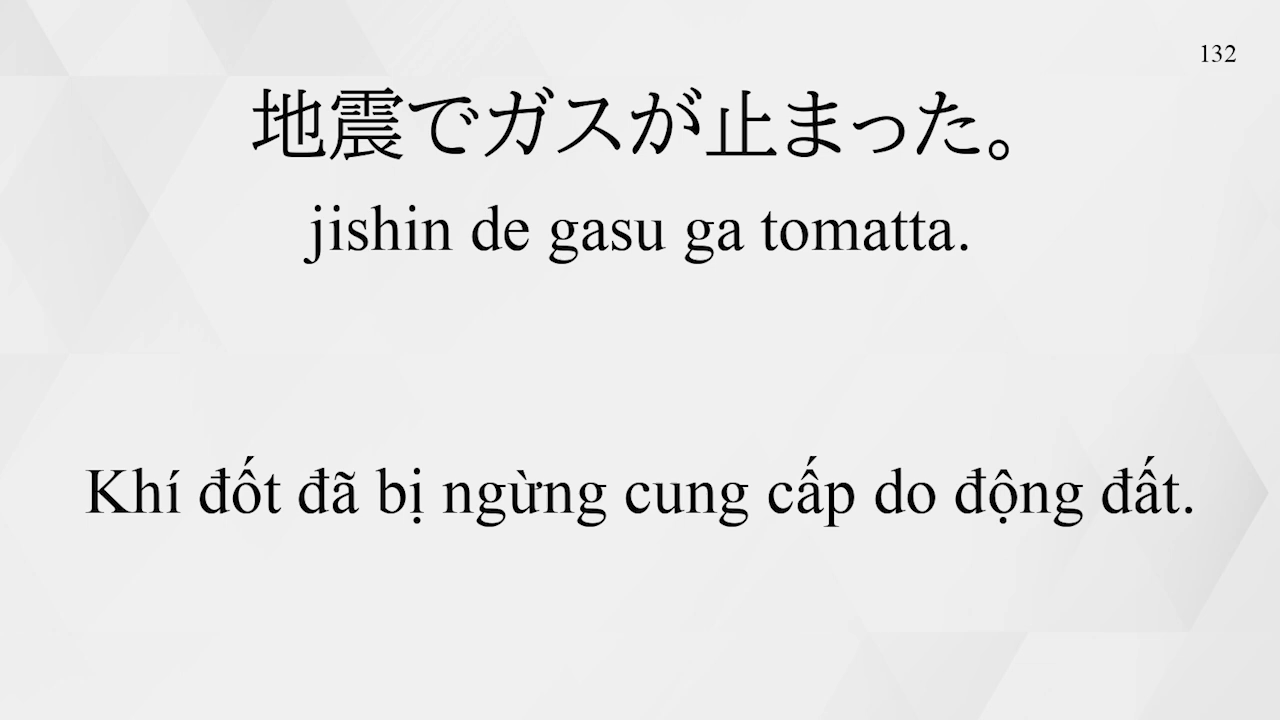 132
地震でガスが止まった。
jishin de gasu ga tomatta.
Khí đốt đã bị ngừng cung cấp do động đất.